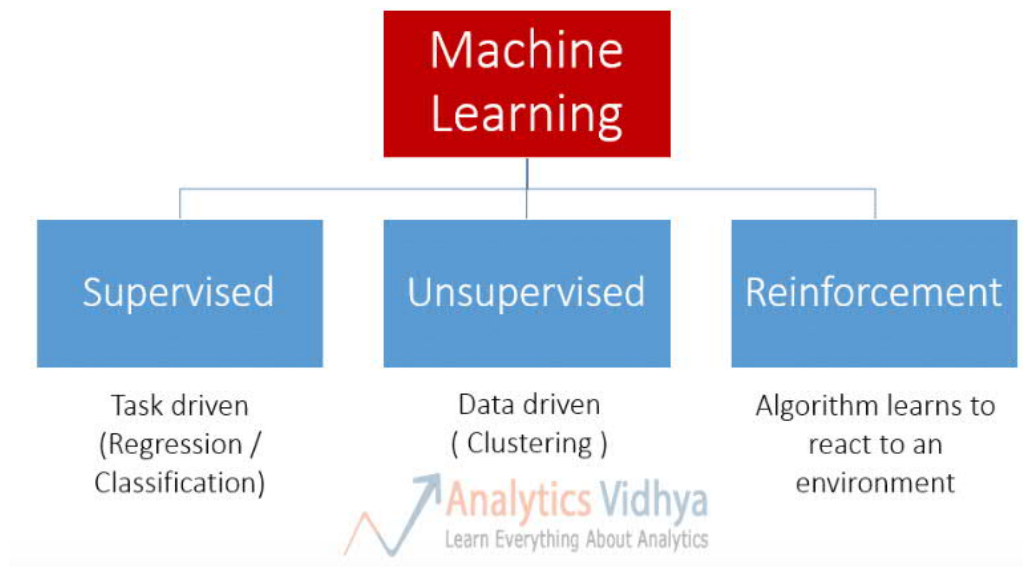 Machine
Learning
Supervised
Unsupervised
Reinforcement
Task driven
(Regression /
Classification)
Data driven
( Clustering )
Algorithm learns to
react to an
environment
Analytics Vidhya
Learn Everything About Analytics